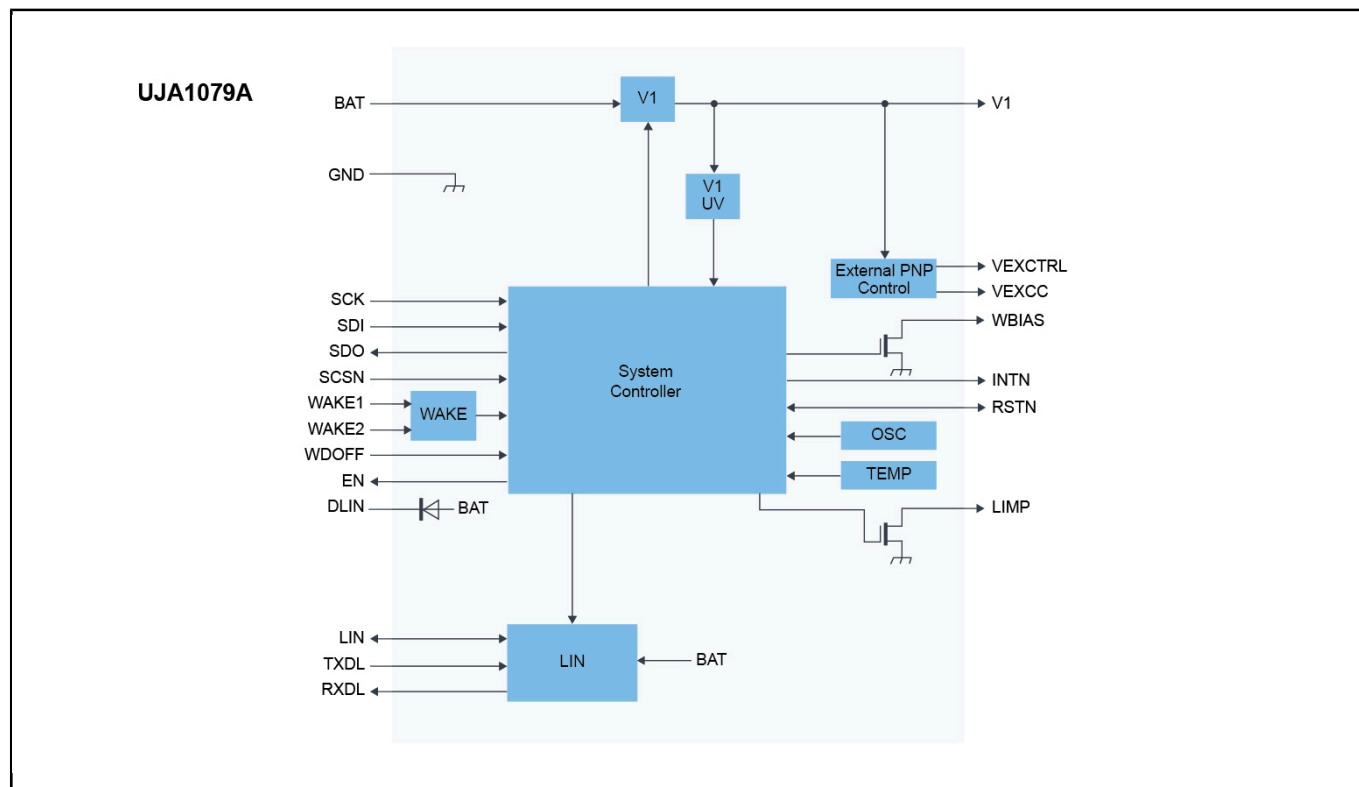 UJA1079A
BAT
V1
V1
GND
V1
UV
External PNP
Control
VEXCTRL
VEXCC
WBIAS
SCK
SDI
SDO
SCSN
WAKE1
WAKE2
WAKE
WDOFF
EN
DLIN
BAT
System
Controller
INTN
RSTN
OSC
TEMP
LIMP
LIN
TXDL
RXDL
LIN
BAT